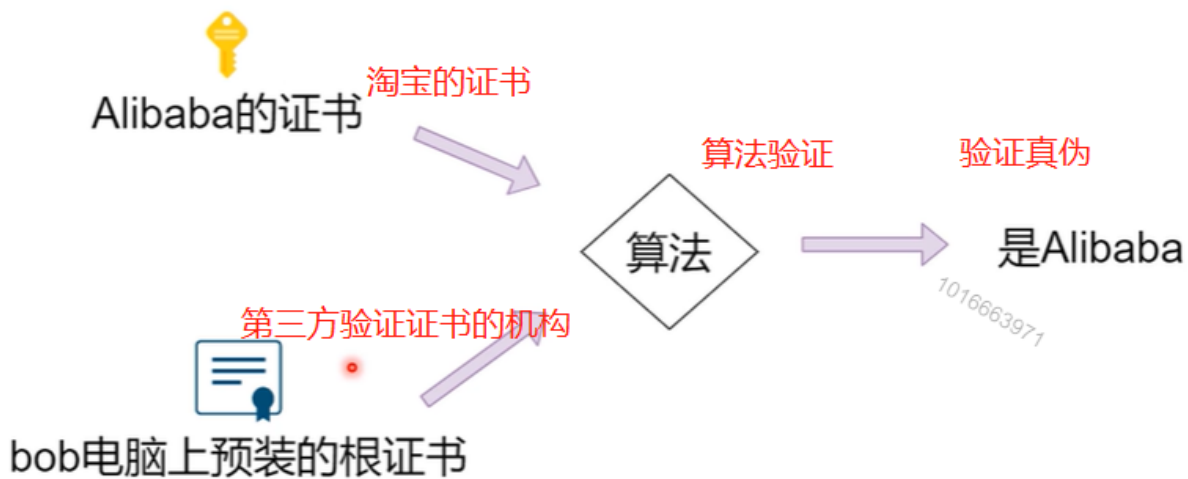 淘宝的证书
Alibaba的证书
算法验证
验证真伪
算法
是Alibaba
1016663971
第三方验证证书的机构
bob电脑上预装的根证书